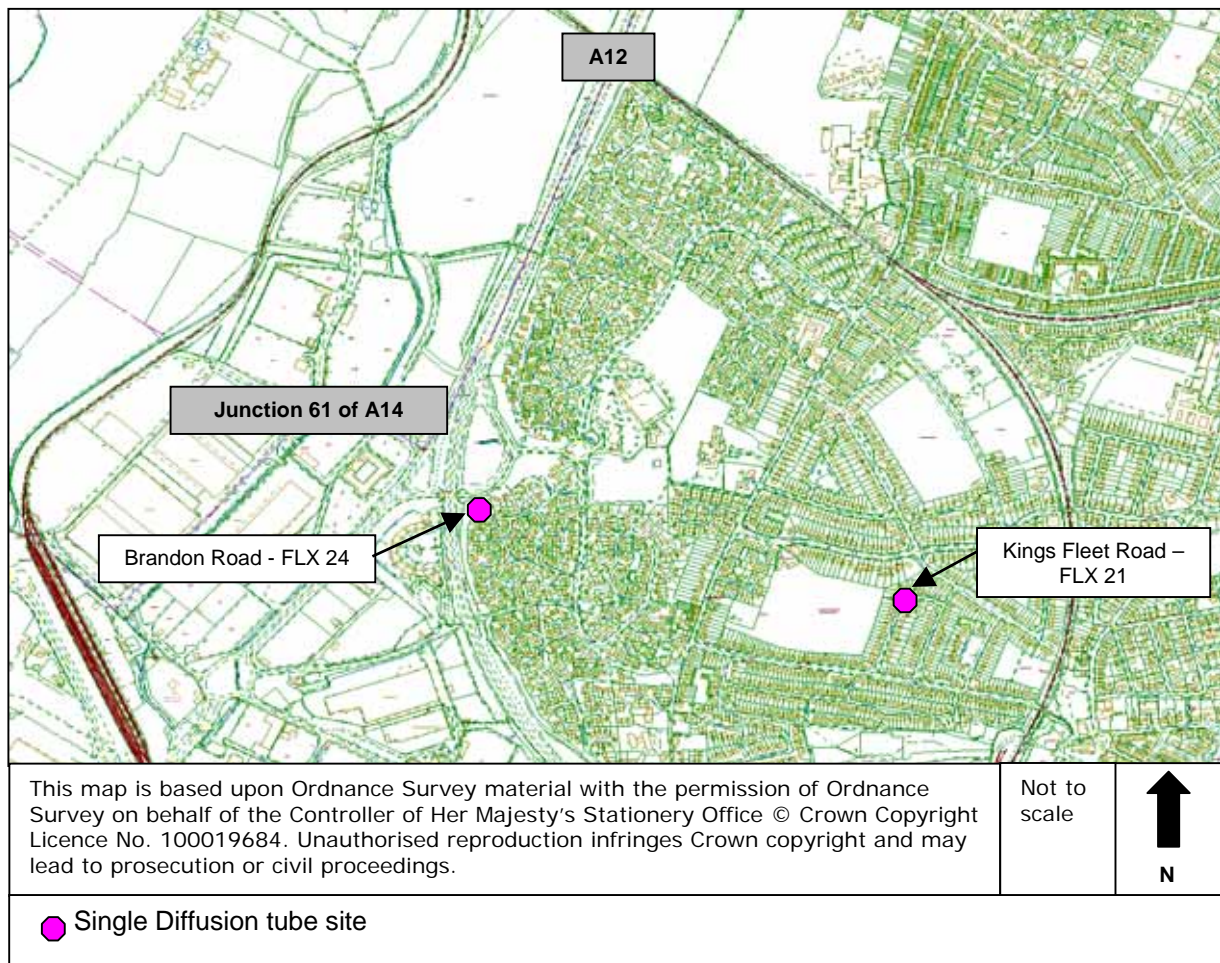 A12
Junction 61 of A14
Brandon Road - FLX 24
Kings Fleet Road –
FLX 21
This map is based upon Ordnance Survey material with the permission of Ordnance
Survey on behalf of the Controller of Her Majesty's Stationery Office © Crown Copyright
Licence No. 100019684. Unauthorised reproduction infringes Crown copyright and may
lead to prosecution or civil proceedings.
Not to
scale
N
Single Diffusion tube site